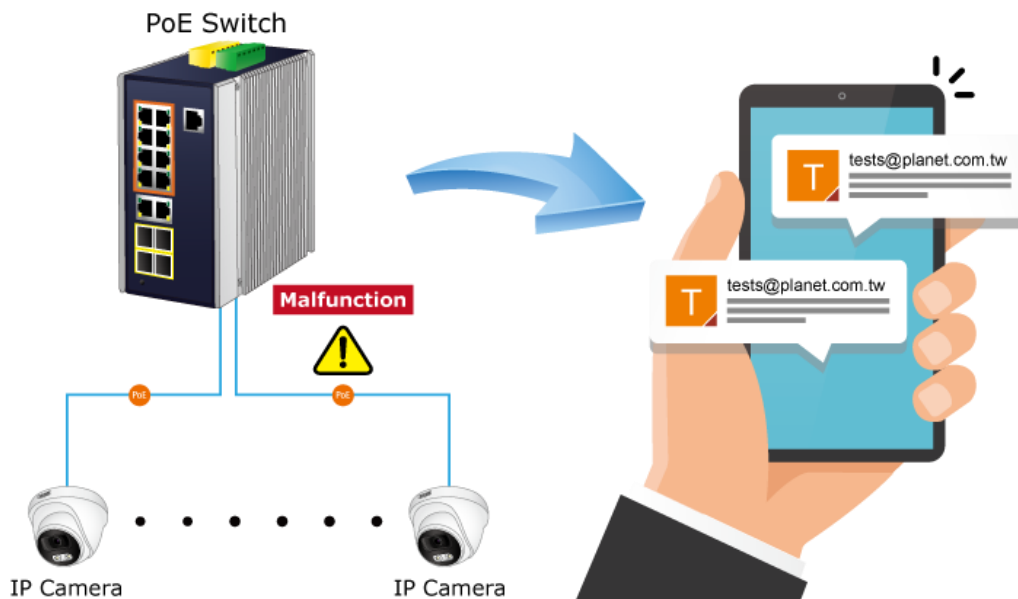 PoE Switch
T
tests@planet.com.tw
T
tests@planet.com.tw
Malfunction
PoE
PoE
IP Camera
IP Camera